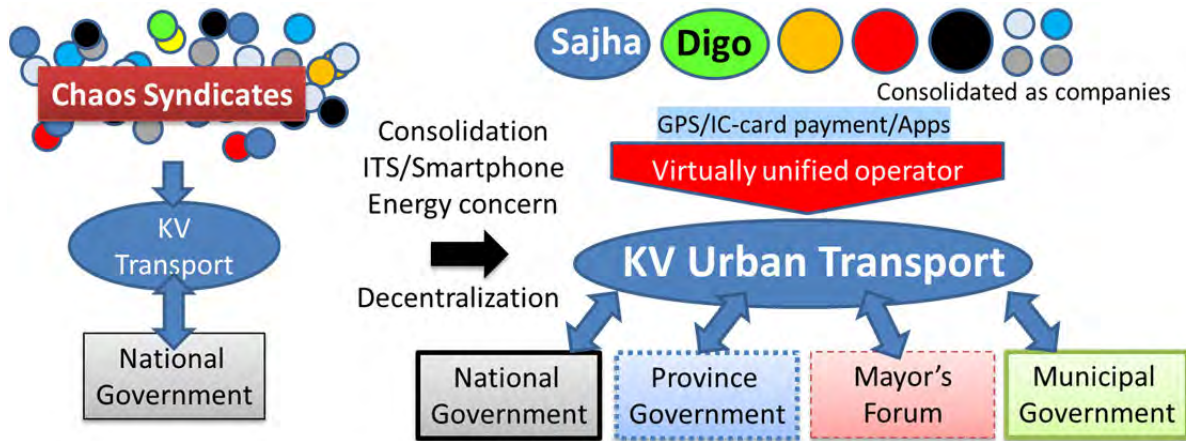 Chaos Syndicates
KV
Transport
National
Government
Consolidation
ITS/Smartphone
Energy concern
Decentralization
Sajha
Digo
Consolidated as companies
GPS/IC-card payment/Apps
Virtually unified operator
KV Urban Transport
National
Government
Province
Government
Mayor's
Forum
Municipal
Government